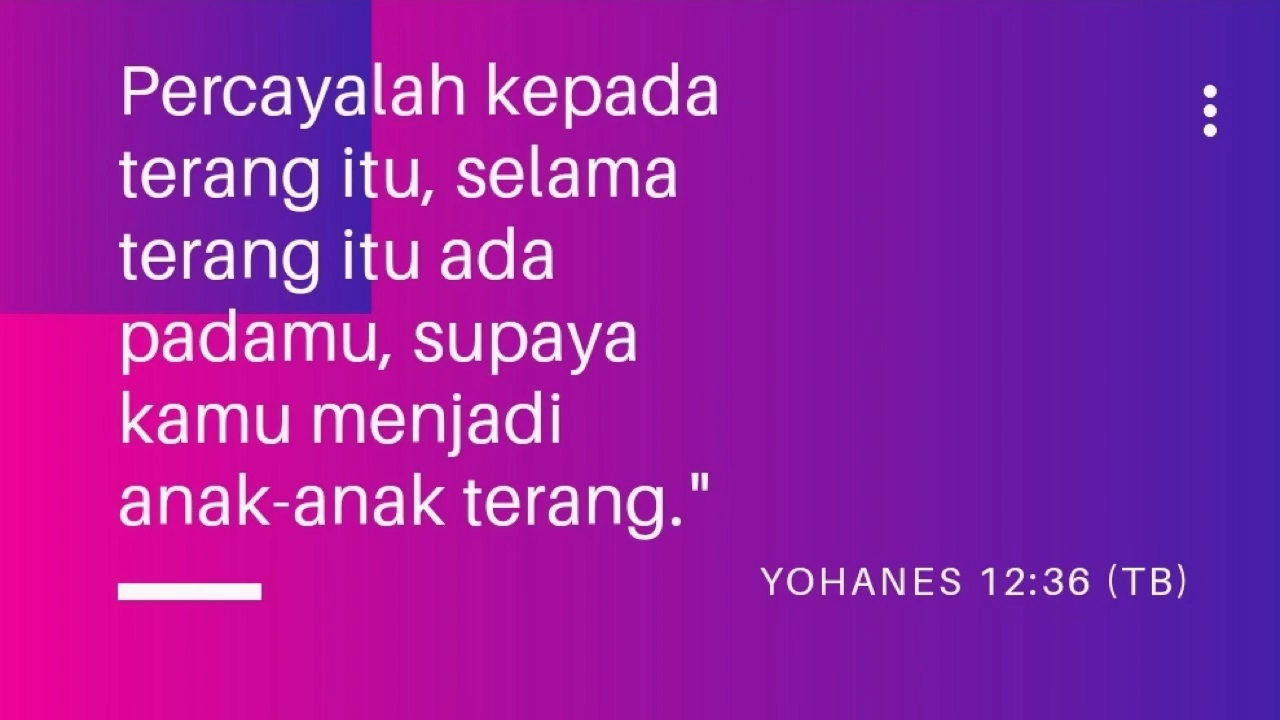 Percayalah kepada
terang itu, selama
terang itu ada
padamu, supaya
kamu menjadi
anak-anak terang."
YOHANES 12:36 (TB)